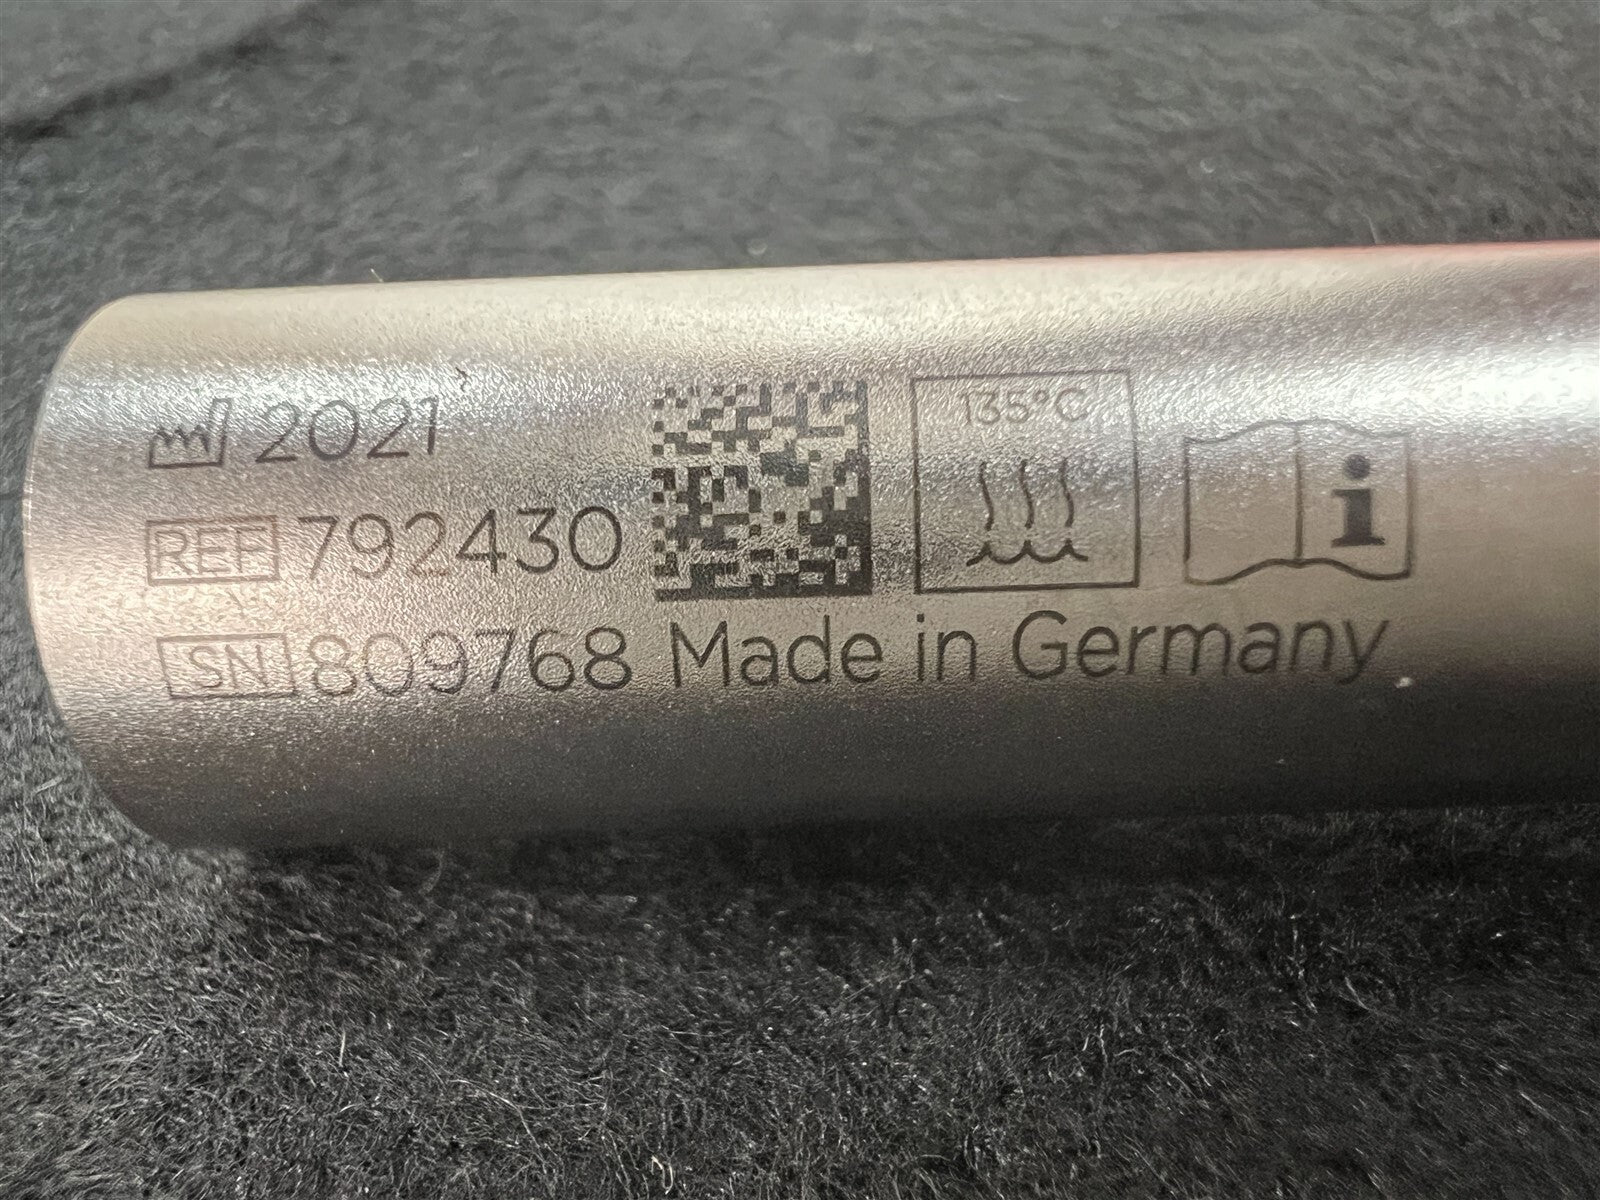 2021
135°C
REF 792430
i
SN 809768 Made in Germany